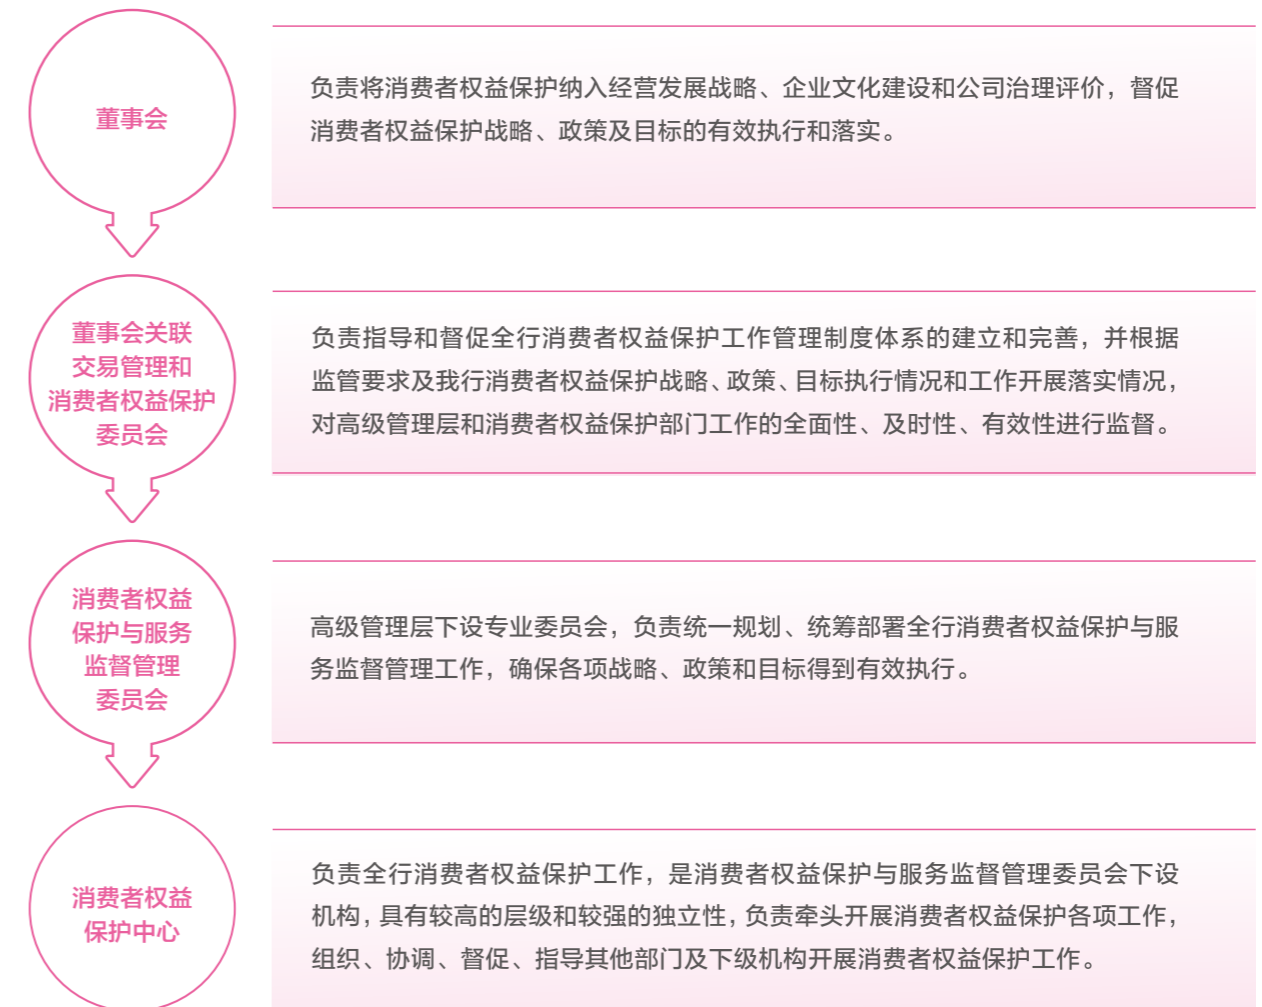 董事会
负责将消费者权益保护纳入经营发展战略、企业文化建设和公司治理评价，督促
消费者权益保护战略、政策及目标的有效执行和落实。
董事会关联
交易管理和
消费者权益保护
委员会
负责指导和督促全行消费者权益保护工作管理制度体系的建立和完善，并根据
监管要求及我行消费者权益保护战略、政策、目标执行情况和工作开展落实情况，
对高级管理层和消费者权益保护部门工作的全面性、及时性、有效性进行监督。
消费者权益
保护与服务
监督管理
委员会
高级管理层下设专业委员会，负责统一规划、统筹部署全行消费者权益保护与服
务监督管理工作，确保各项战略、政策和目标得到有效执行。
消费者权益
保护中心
负责全行消费者权益保护工作，是消费者权益保护与服务监督管理委员会下设
机构，具有较高的层级和较强的独立性，负责牵头开展消费者权益保护各项工作，
组织、协调、督促、指导其他部门及下级机构开展消费者权益保护工作。